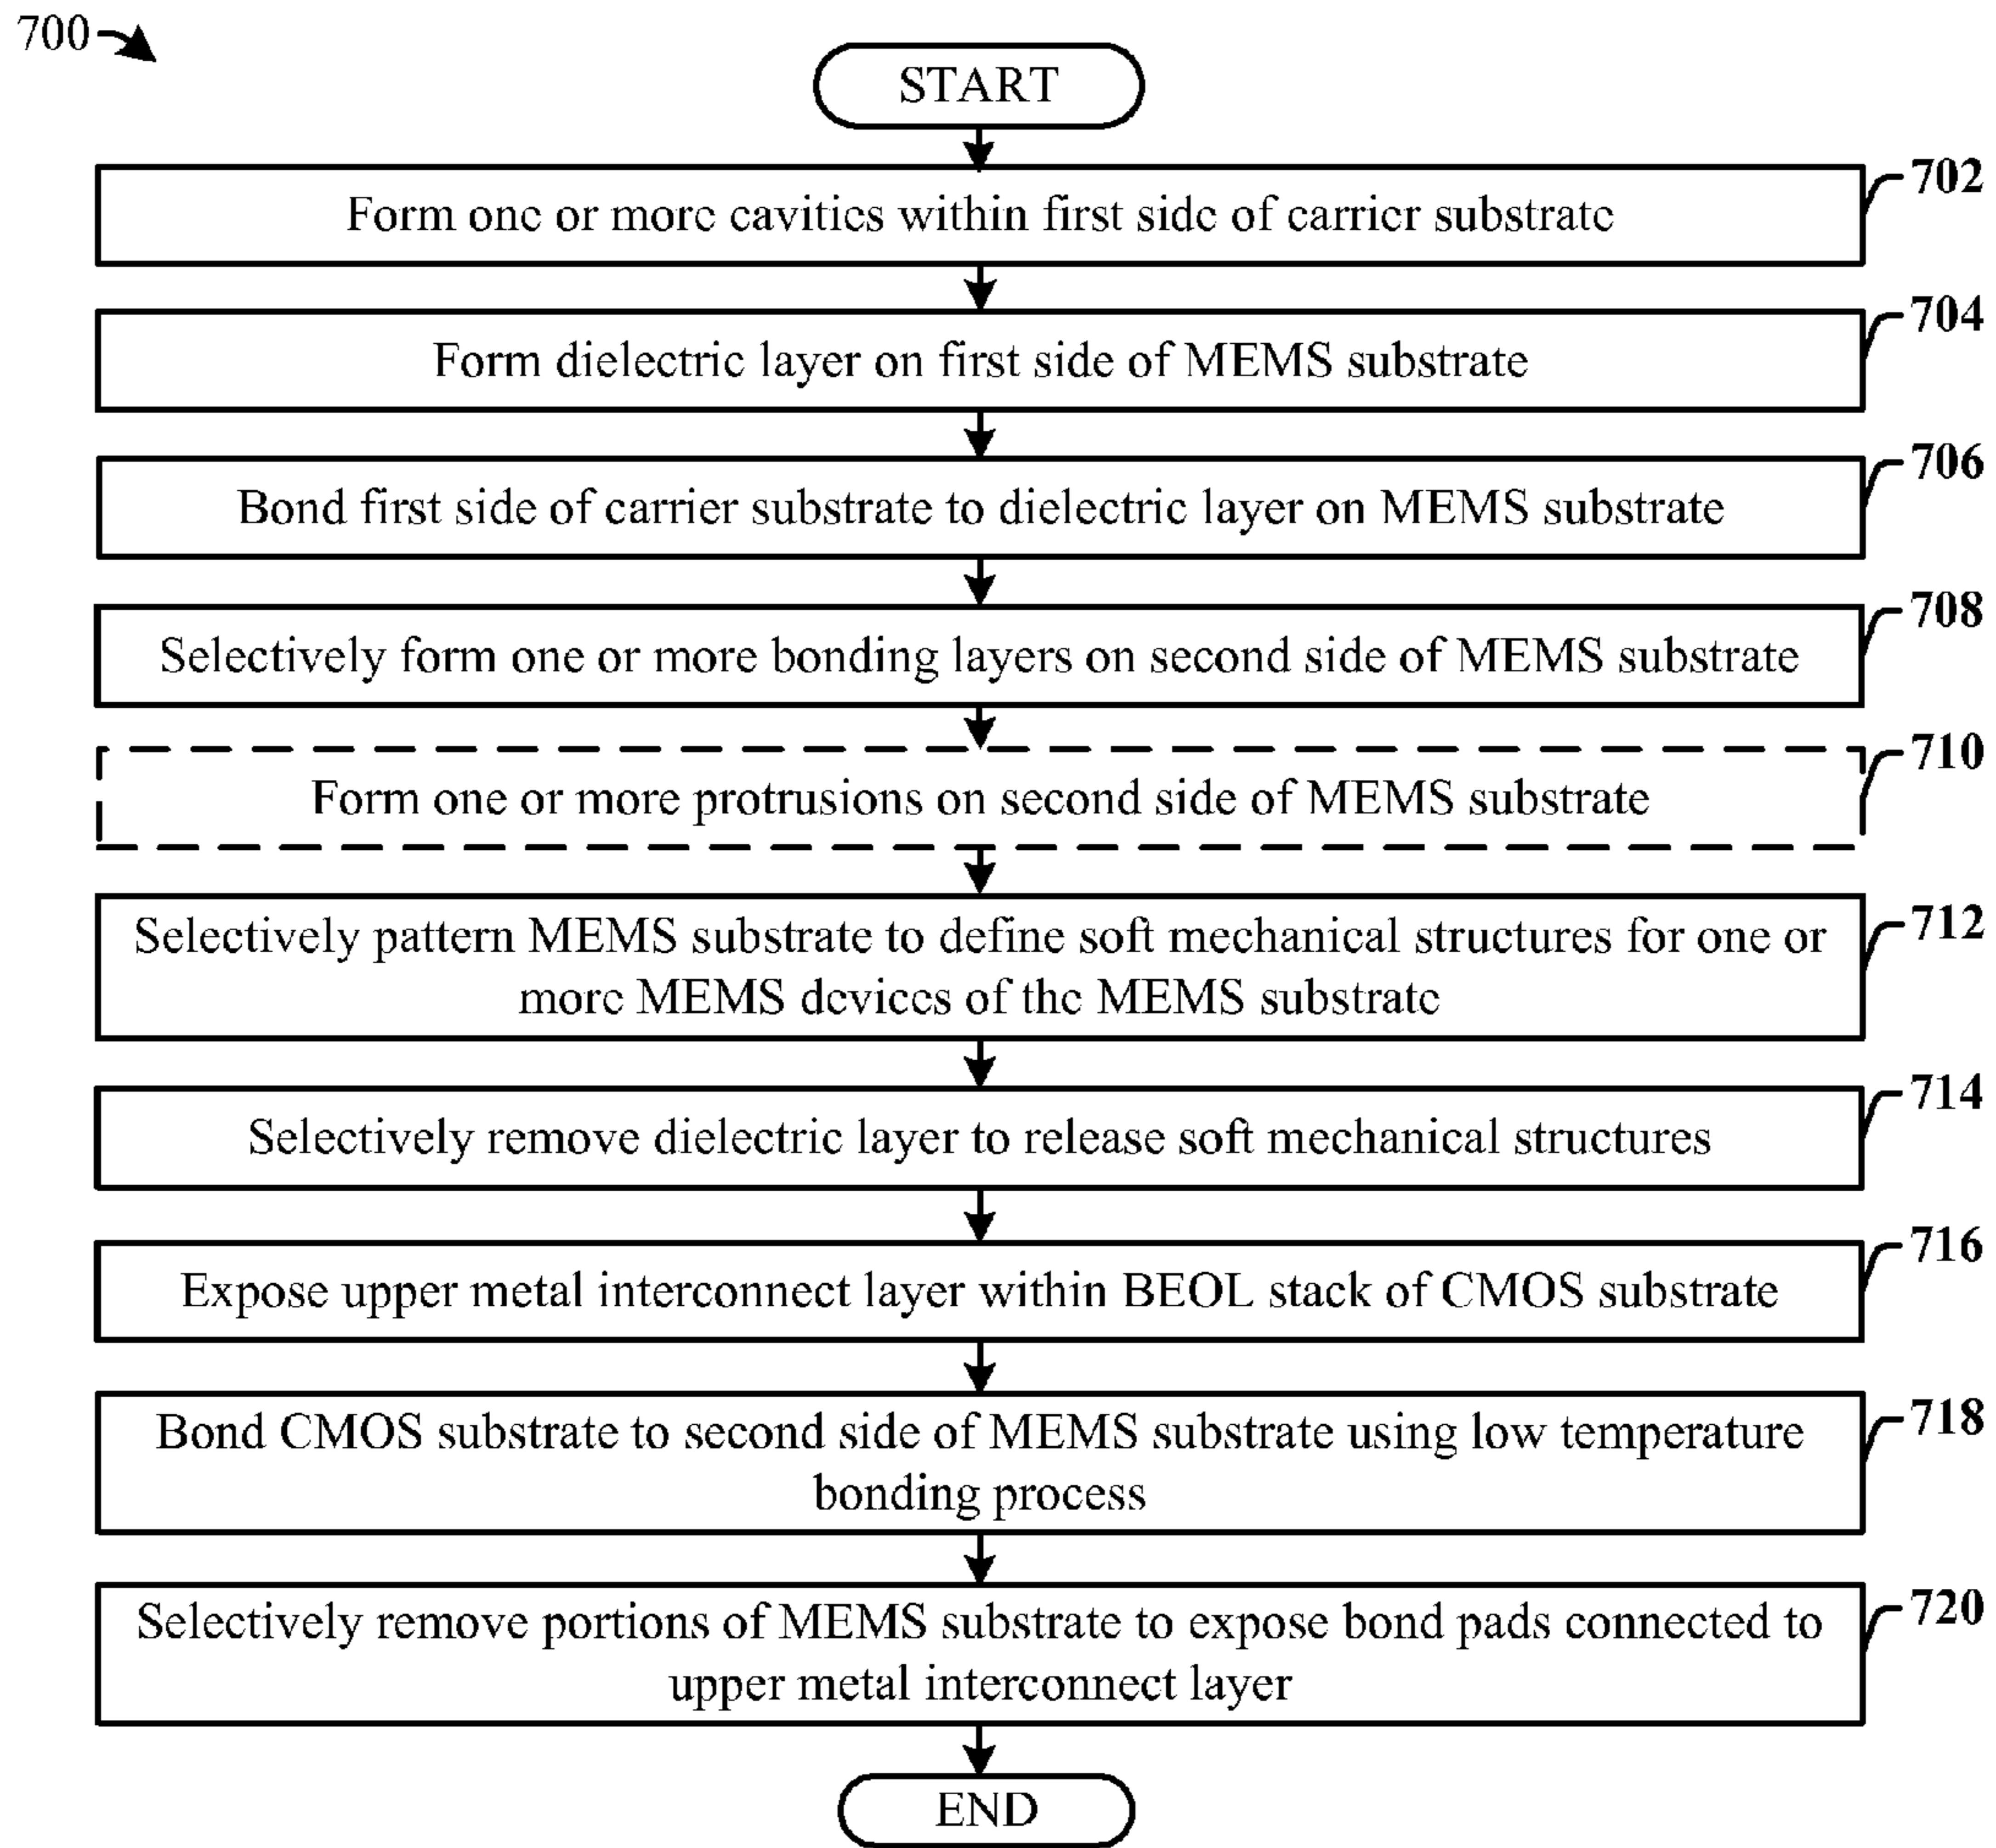 700
START
702
Form one or more cavities within first side of carrier substrate
704
Form dielectric layer on first side of MEMS substrate
706
Bond first side of carrier substrate to dielectric layer on MEMS substrate
708
Selectively form one or more bonding layers on second side of MEMS substrate
710
Form one or more protrusions on second side of MEMS substrate
712
Selectively pattern MEMS substrate to define soft mechanical structures for one or
more MEMS devices of the MEMS substrate
714
Selectively remove dielectric layer to release soft mechanical structures
716
Expose upper metal interconnect layer within BEOL stack of CMOS substrate
718
Bond CMOS substrate to second side of MEMS substrate using low temperature
bonding process
720
Selectively remove portions of MEMS substrate to expose bond pads connected to
upper metal interconnect layer
END